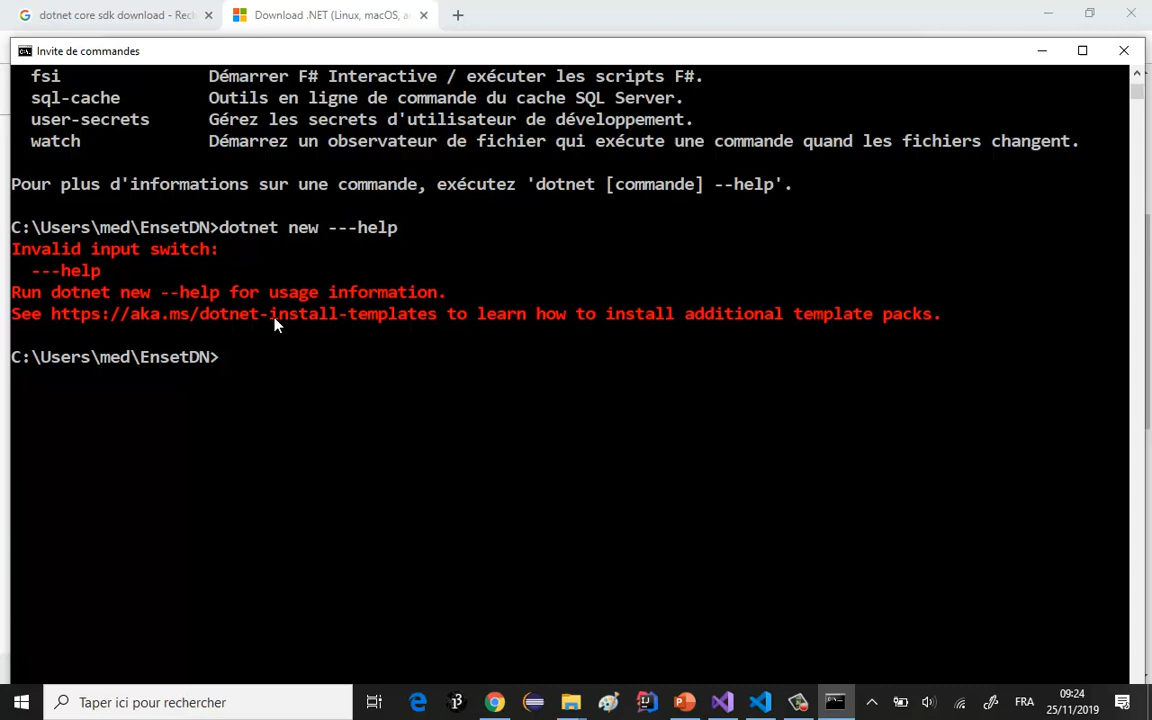 dotnet core sdk download - Rec
Download .NET (Linux, macOS, a
Invite de commandes
fsi Démarrer F# Interactive / exécuter les scripts F#.
sql-cache Outils en ligne de commande du cache SQL Server.
user-secrets Gérez les secrets d'utilisateur de développement.
watch Démarrez un observateur de fichier qui exécute une commande quand les fichiers changent.
Pour plus d'informations sur une commande, exécutez 'dotnet [commande] --help'.
C:\Users\med\EnsetDN>dotnet new ---help
Invalid input switch:
---help
Run dotnet new --help for usage information.
See https://aka.ms/dotnet-install-templates to learn how to install additional template packs.
C:\Users\med\EnsetDN>
Taper ici pour rechercher
FRA
09:24
25/11/2019